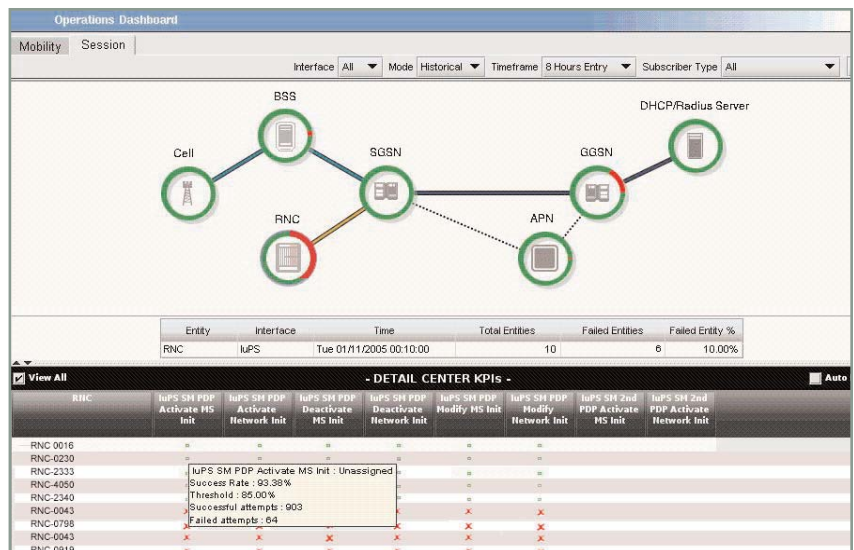 Operations Dashboard
Mobility Session
Interface All Mode Historical Timeframe 8 Hours Entry Subscriber Type All
BSS
DHCP/Radius Server
Cell
SGSN
GGSN
RNC
APN
Entity Interface Time Total Entities Failed Entities Failed Entity %
RNC IuPS Tue 01/11/2005 00:10:00 10 6 10.00%
View All - DETAIL CENTER KPIs - Auto
RNC
IuPS SM PDP Activate MS Init
IuPS SM PDP Activate Network Init
IuPS SM PDP Deactivate MS Init
IuPS SM PDP Deactivate Network Init
IuPS SM PDP Modify MS Init
IuPS SM PDP Modify Network Init
IuPS SM 2nd PDP Activate MS Init
IuPS SM 2nd PDP Activate Network Init
RNC 0016
RNC-0230
RNC-2333
RNC-4050
RNC-2340
RNC-0043
RNC-0798
RNC-0043
RNC-0919
IuPS SM PDP Activate MS Init : Unassigned
Success Rate : 93.38%
Threshold : 85.00%
Successful attempts : 903
Failed attempts : 64